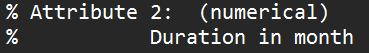 % Attribute 2:  (numerical)
%          Duration in month